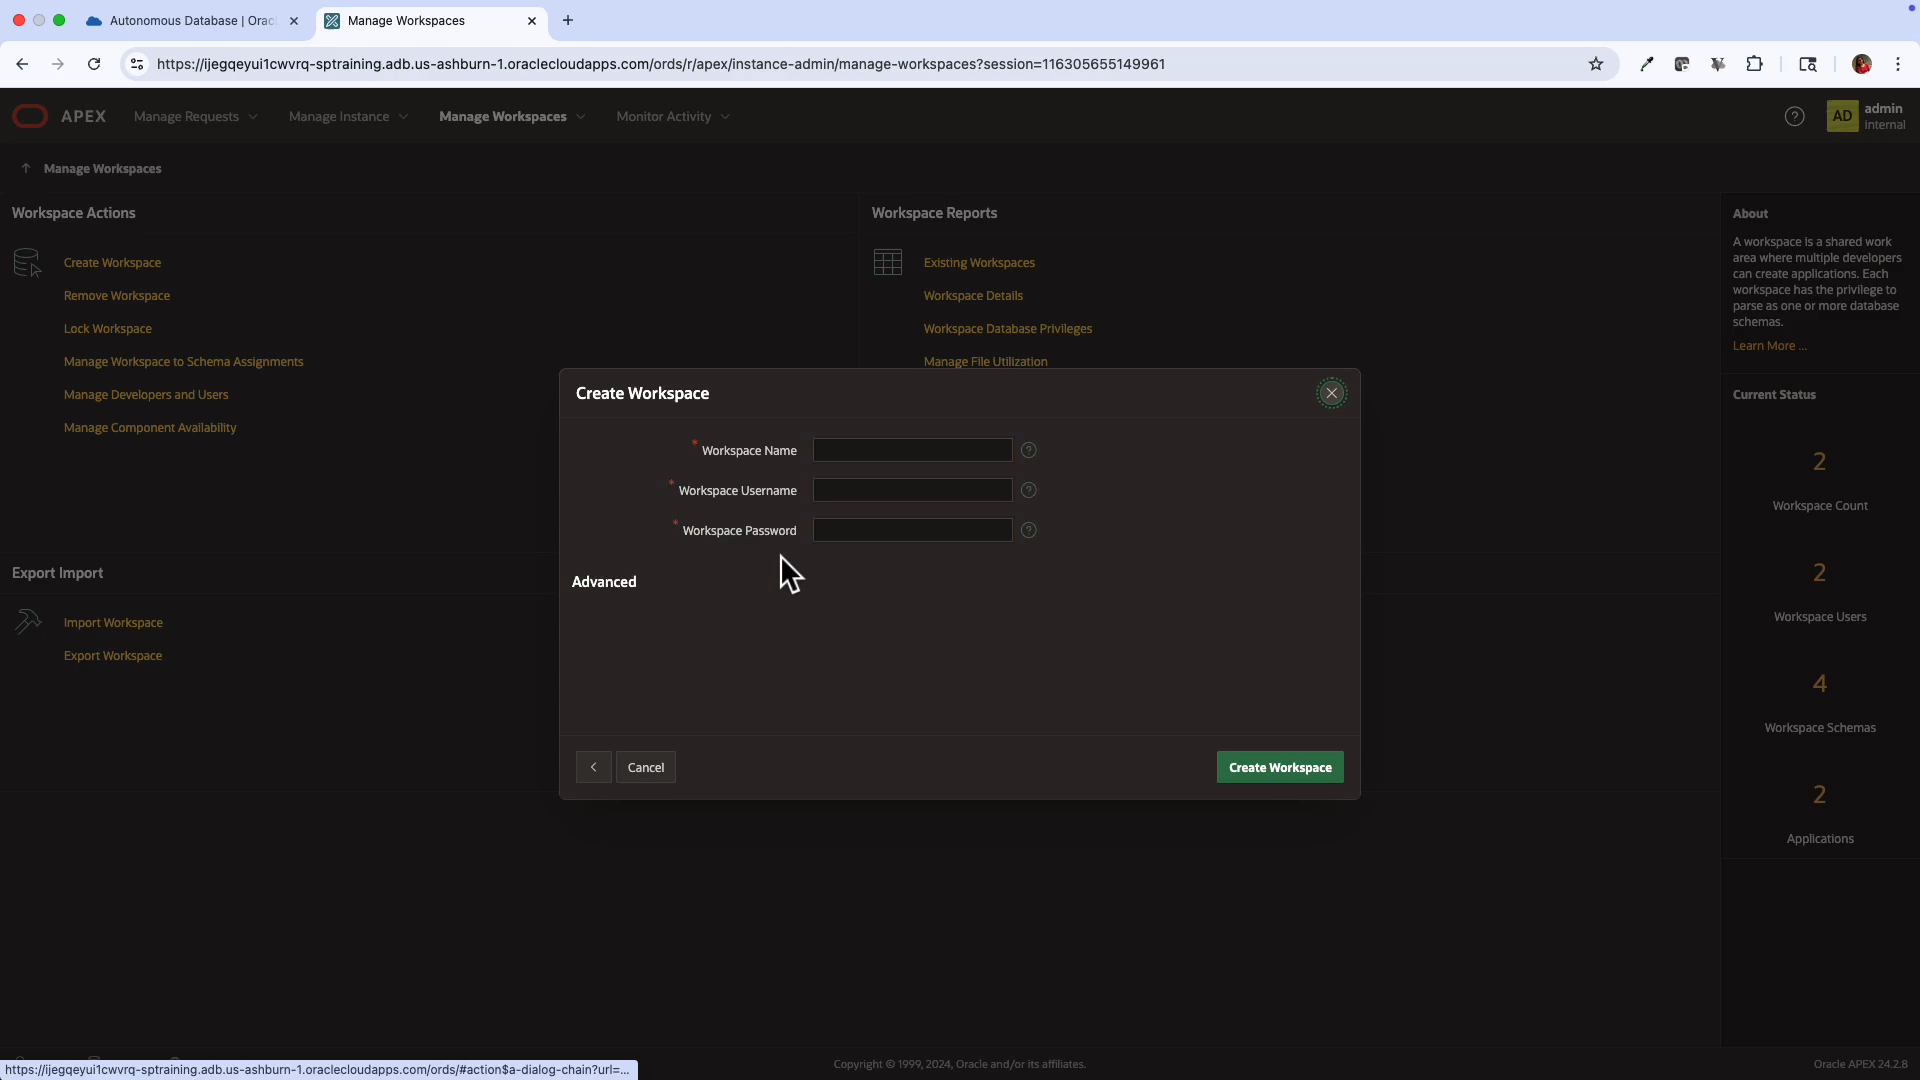 Autonomous Database | Orac
Manage Workspaces
https://ijegqeyui1cwvrq-sptraining.adb.us-ashburn-1.oraclecloudapps.com/ords/r/apex/instance-admin/manage-workspaces?session=116305655149961
APEX
Manage Requests
Manage Instance
Manage Workspaces
Monitor Activity
AD
admin
internal
Manage Workspaces
Workspace Actions
Create Workspace
Remove Workspace
Lock Workspace
Manage Workspace to Schema Assignments
Manage Developers and Users
Manage Component Availability
Workspace Reports
Existing Workspaces
Workspace Details
Workspace Database Privileges
Manage File Utilization
About
A workspace is a shared work
area where multiple developers
can create applications. Each
workspace has the privilege to
parse as one or more database
schemas.
Learn More ...
Current Status
2
Workspace Count
2
Workspace Users
4
Workspace Schemas
2
Applications
Export Import
Import Workspace
Export Workspace
Create Workspace
* Workspace Name
* Workspace Username
* Workspace Password
Advanced
Cancel
Create Workspace
https://ijegqeyui1cwvrq-sptraining.adb.us-ashburn-1.oraclecloudapps.com/ords/#action$a-dialog-chain?url=...
Copyright © 1999, 2024, Oracle and/or its affiliates.
Oracle APEX 24.2.8